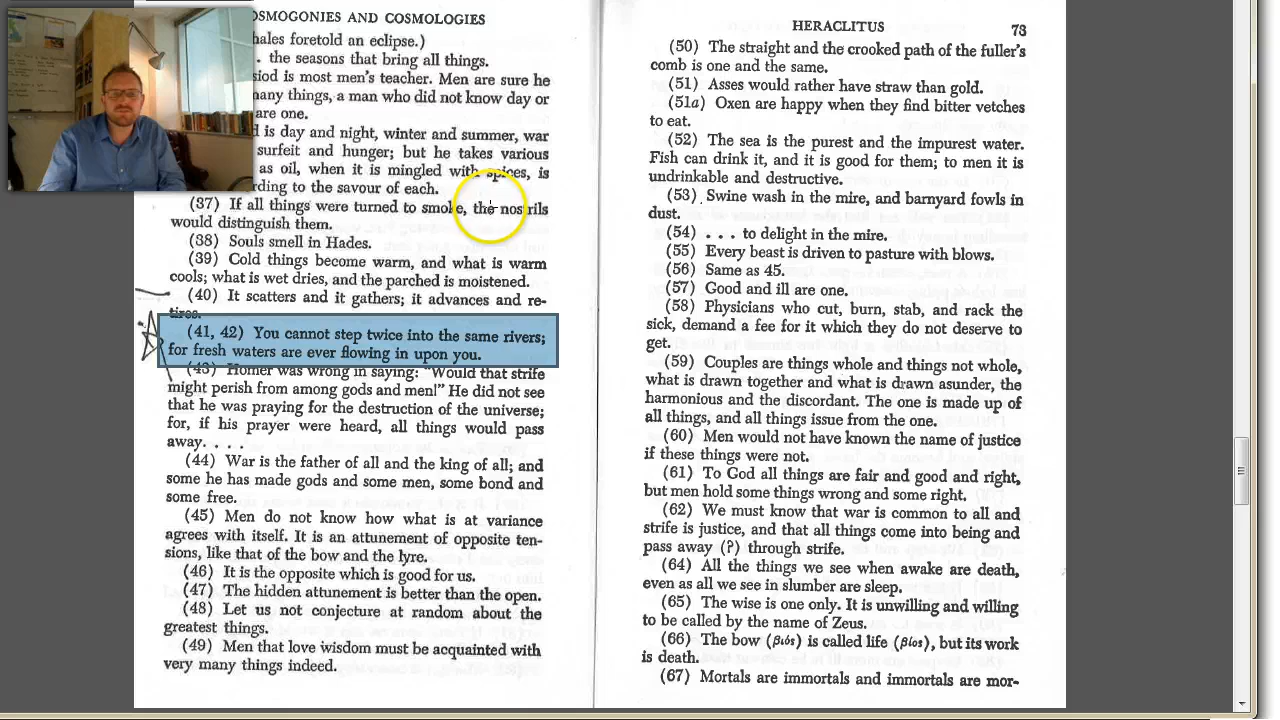 OSMOGONIES AND COSMOLOGIES
hales foretold an eclipse.)
. the seasons that bring all things.
siod is most men's teacher. Men are sure he
many things, a man who did not know day or
are one.
d is day and night, winter and summer, war
surfeit and hunger; but he takes various
as oil, when it is mingled with spices, is
rding to the savour of each.
(37) If all things were turned to smoke, the nostrils
would distinguish them.
(38) Souls smell in Hades.
(39) Cold things become warm, and what is warm
cools; what is wet dries, and the parched is moistened.
(40) It scatters and it gathers; it advances and re-
tires.
(41, 42) You cannot step twice into the same rivers;
for fresh waters are ever flowing in upon you.
(43) Homer was wrong in saying: "Would that strife
might perish from among gods and men!" He did not see
that he was praying for the destruction of the universe;
for, if his prayer were heard, all things would pass
away. . . .
(44) War is the father of all and the king of all; and
some he has made gods and some men, some bond and
some free.
(45) Men do not know how what is at variance
agrees with itself. It is an attunement of opposite ten-
sions, like that of the bow and the lyre.
(46) It is the opposite which is good for us.
(47) The hidden attunement is better than the open.
(48) Let us not conjecture at random about the
greatest things.
(49) Men that love wisdom must be acquainted with
very many things indeed.
HERACLITUS 73
(50) The straight and the crooked path of the fuller's
comb is one and the same.
(51) Asses would rather have straw than gold.
(51a) Oxen are happy when they find bitter vetches
to eat.
(52) The sea is the purest and the impurest water.
Fish can drink it, and it is good for them; to men it is
undrinkable and destructive.
(53) Swine wash in the mire, and barnyard fowls in
dust.
(54) . . . to delight in the mire.
(55) Every beast is driven to pasture with blows.
(56) Same as 45.
(57) Good and ill are one.
(58) Physicians who cut, burn, stab, and rack the
sick, demand a fee for it which they do not deserve to
get.
(59) Couples are things whole and things not whole,
what is drawn together and what is drawn asunder, the
harmonious and the discordant. The one is made up of
all things, and all things issue from the one.
(60) Men would not have known the name of justice
if these things were not.
(61) To God all things are fair and good and right,
but men hold some things wrong and some right.
(62) We must know that war is common to all and
strife is justice, and that all things come into being and
pass away (?) through strife.
(64) All the things we see when awake are death,
even as all we see in slumber are sleep.
(65) The wise is one only. It is unwilling and willing
to be called by the name of Zeus.
(66) The bow (βιός) is called life (βίος), but its work
is death.
(67) Mortals are immortals and immortals are mor-